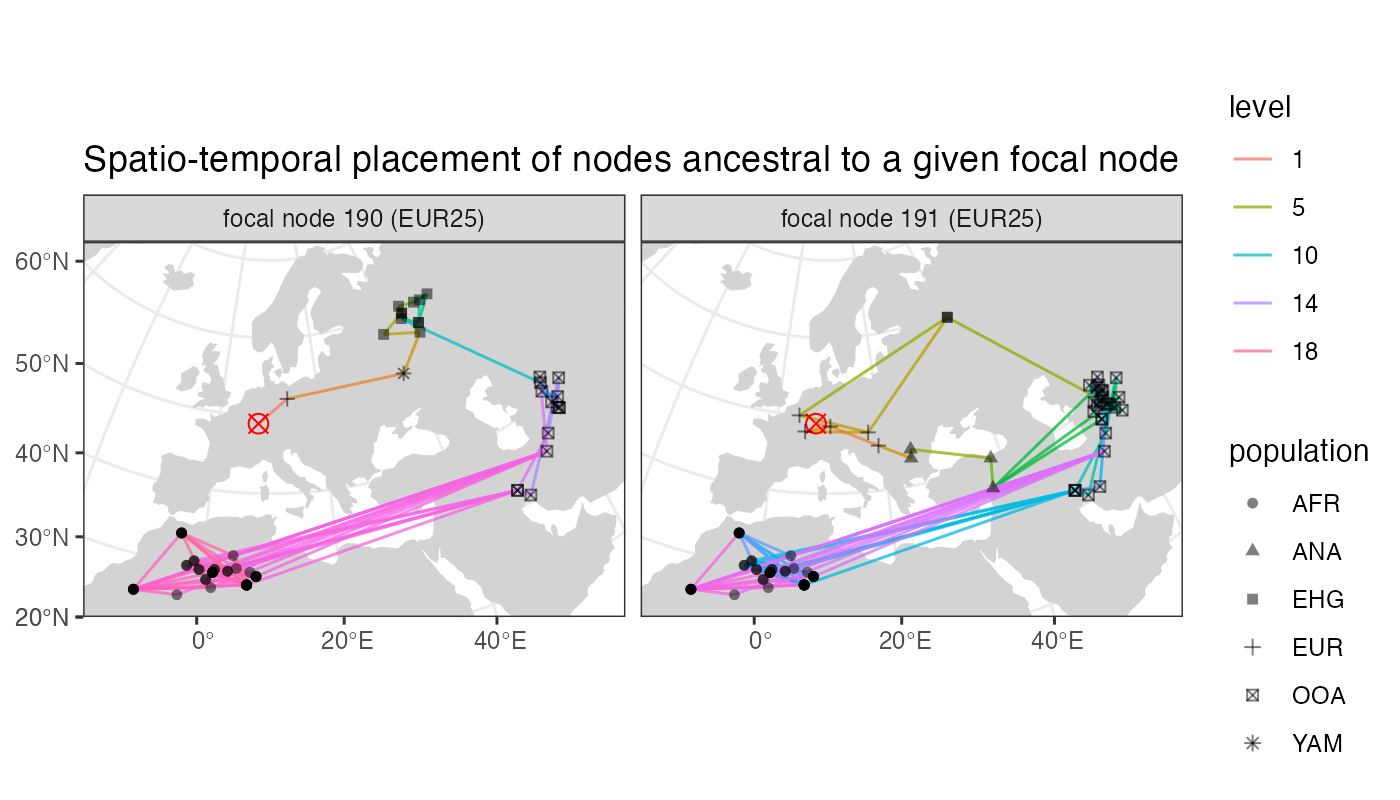 Spatio-temporal placement of nodes ancestral to a given focal node
focal node 190 (EUR25)
focal node 191 (EUR25)
60°N
50°N
40°N
30°N
20°N
0°
20°E
40°E
0°
20°E
40°E
level
1
5
10
14
18
population
AFR
ANA
EHG
EUR
OOA
YAM